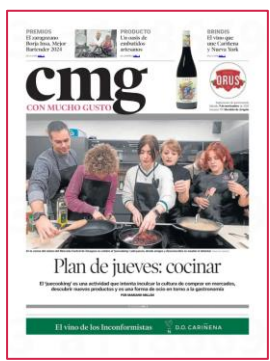 PREMIOS
El zaragozano
Borja Insa, Mejor
Bartender 2024
PRODUCTO
Un oasis de
embutidos
artesanos
BRINDIS
El vino que
une Cariñena
y Nueva York
cmg
CON MUCHO GUSTO
ORUS
Plan de jueves: cocinar
El 'juecooking' es una actividad que intenta inculcar la cultura de comprar en mercados,
descubrir nuevos productos y es una forma de ocio en torno a la gastronomía
El vino de los Inconformistas
D.O. CARIÑENA